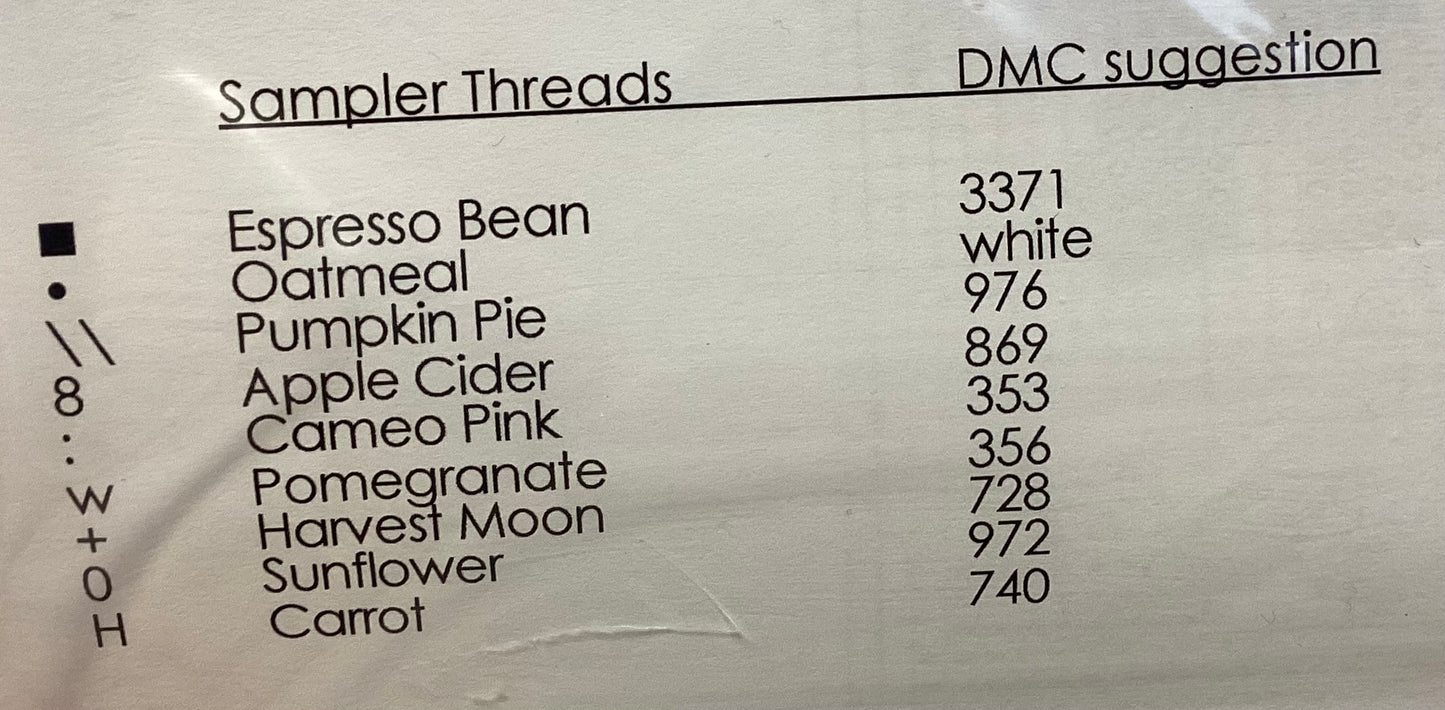 Sampler Threads DMC suggestion
■ Espresso Bean 3371
• Oatmeal white
\\ Pumpkin Pie 976
8 Apple Cider 869
: Cameo Pink 353
W Pomegranate 356
+ Harvest Moon 728
0 Sunflower 972
H Carrot 740